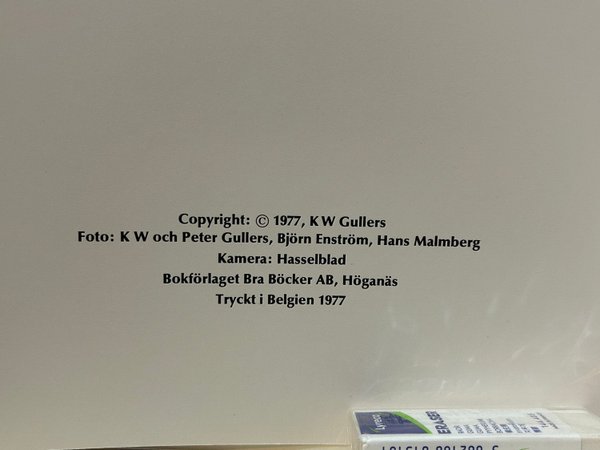 Copyright: © 1977, K W Gullers
Foto: K W och Peter Gullers, Björn Enström, Hans Malmberg
Kamera: Hasselblad
Bokförlaget Bra Böcker AB, Höganäs
Tryckt i Belgien 1977
ERASER